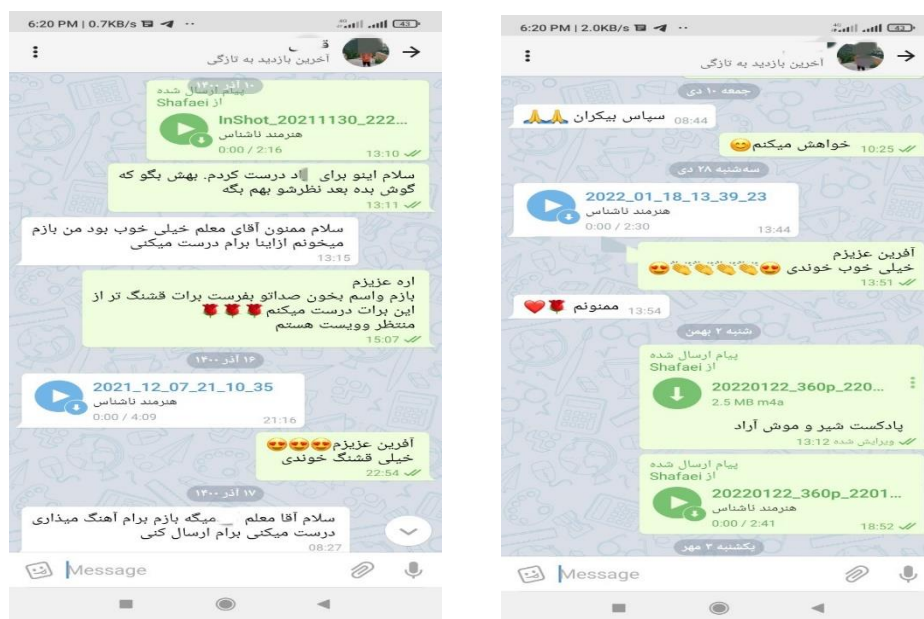 6:20 PM | 0.7KB/s
43
آخرین بازدید به تازگی
۱۰ آذر ۱۴۰۰
پیام ارسال شده
از Shafaei
InShot_20211130_222...
هنرمند ناشناس
0:00 / 2:16
13:10
سلام اینو برای اد درست کردم. بهش بگو که
گوش بده بعد نظرشو بهم بگه
13:11
سلام ممنون آقای معلم خیلی خوب بود من بازم
میخونم ازاینا برام درست میکنی
13:15
اره عزیزم
بازم واسم بخون صداتو بفرست برات قشنگ تر از
این برات درست میکنم🌹🌹🌹
منتظر وویست هستم
15:07
۱۶ آذر ۱۴۰۰
2021_12_07_21_10_35
هنرمند ناشناس
0:00 / 4:09
21:16
آفرین عزیزم😍😍😍
خیلی قشنگ خوندی
22:54
۱۷ آذر ۱۴۰۰
سلام آقا معلم میگه بازم برام آهنگ میذاری
درست میکنی برام ارسال کنی
08:27
Message
6:20 PM | 2.0KB/s
42
آخرین بازدید به تازگی
جمعه ۱۰ دی
سپاس بیکران 🙏🙏
08:44
خواهش میکنم😊
10:25
سه‌شنبه ۲۸ دی
2022_01_18_13_39_23
هنرمند ناشناس
0:00 / 2:30
13:44
آفرین عزیزم
خیلی خوب خوندی 😍👏👏👏👏😍
13:51
ممنونم 🌹❤️
13:54
شنبه ۲ بهمن
پیام ارسال شده
از Shafaei
20220122_360p_220...
2.5 MB m4a
پادکست شیر و موش آراد
ویرایش شده 13:12
پیام ارسال شده
از Shafaei
20220122_360p_2201...
هنرمند ناشناس
0:00 / 2:41
18:52
یکشنبه ۳ مهر
Message